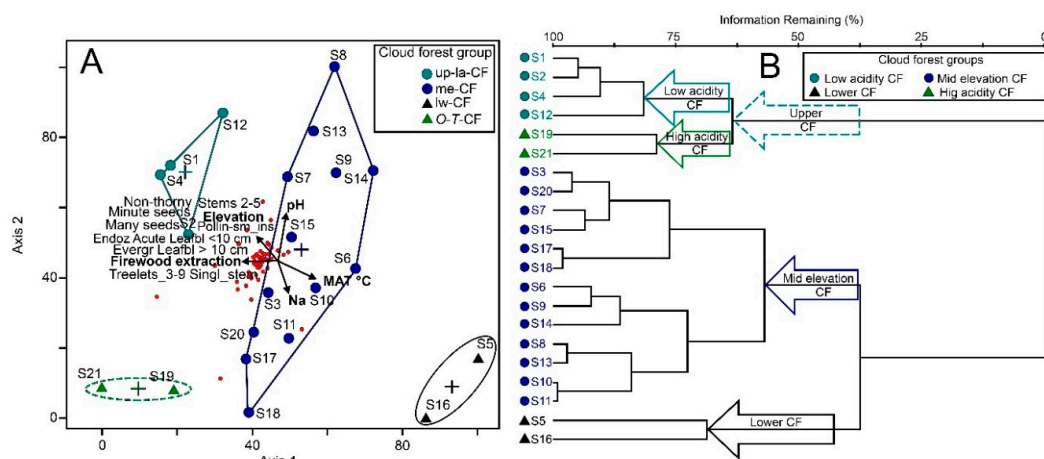 A
Cloud forest group
up-la-CF
me-CF
lw-CF
O-T-CF
80
40
0
0
40
80
Axis 2
S8
S12
S13
S1
S4
S7
S9
S14
Non-thorny Stems 2-5
Minute seeds
Elevation
pH
Many seeds S2 Pollin-sm_ins
S15
Endoz Acute Leafbl <10 cm
Evergr Leafbl > 10 cm
S6
Firewood extraction
MAT °C
Treelets_3-9 Singl_stem
Na
S10
S3
S20
S11
S17
S5
S21
S19
S16
S18
Information Remaining (%)
100
75
50
25
0
B
Cloud forest groups
Low acidity CF
Mid elevation CF
Lower CF
Hig acidity CF
S1
S2
S4
S12
S19
S21
S3
S20
S7
S15
S17
S18
S6
S9
S14
S8
S13
S10
S11
S5
S16
Low acidity
CF
High acidity
CF
Upper
CF
Mid elevation
CF
Lower CF